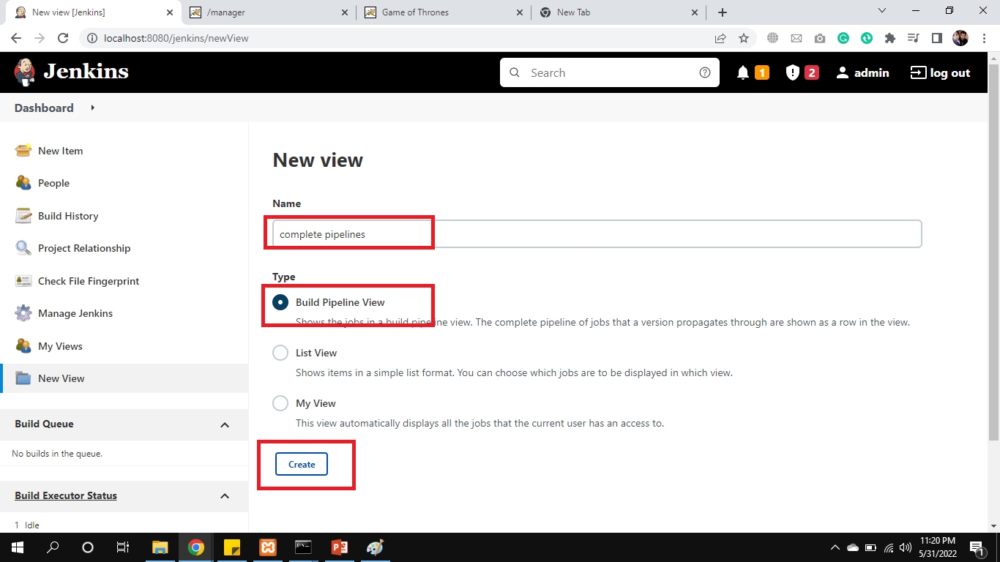 New view [Jenkins]
/manager
Game of Thrones
New Tab
localhost:8080/jenkins/newView
Jenkins
Search
1
2
admin
log out
Dashboard
New Item
People
Build History
Project Relationship
Check File Fingerprint
Manage Jenkins
My Views
New View
Build Queue
No builds in the queue.
Build Executor Status
1 Idle
New view
Name
complete pipelines
Type
Build Pipeline View
Shows the jobs in a build pipeline view. The complete pipeline of jobs that a version propagates through are shown as a row in the view.
List View
Shows items in a simple list format. You can choose which jobs are to be displayed in which view.
My View
This view automatically displays all the jobs that the current user has an access to.
Create
11:20 PM
5/31/2022
1